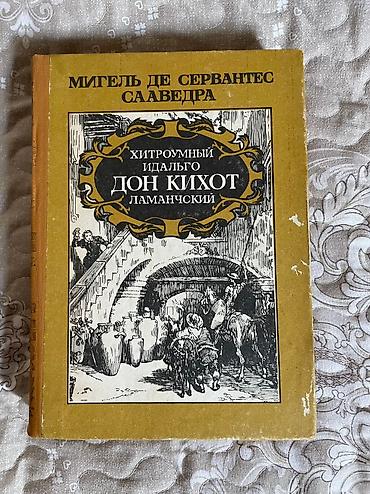 МИГЕЛЬ ДЕ СЕРВАНТЕС
СААВЕДРА
ХИТРОУМНЫЙ
ИДАЛЬГО
ДОН КИХОТ
ЛАМАНЧСКИЙ